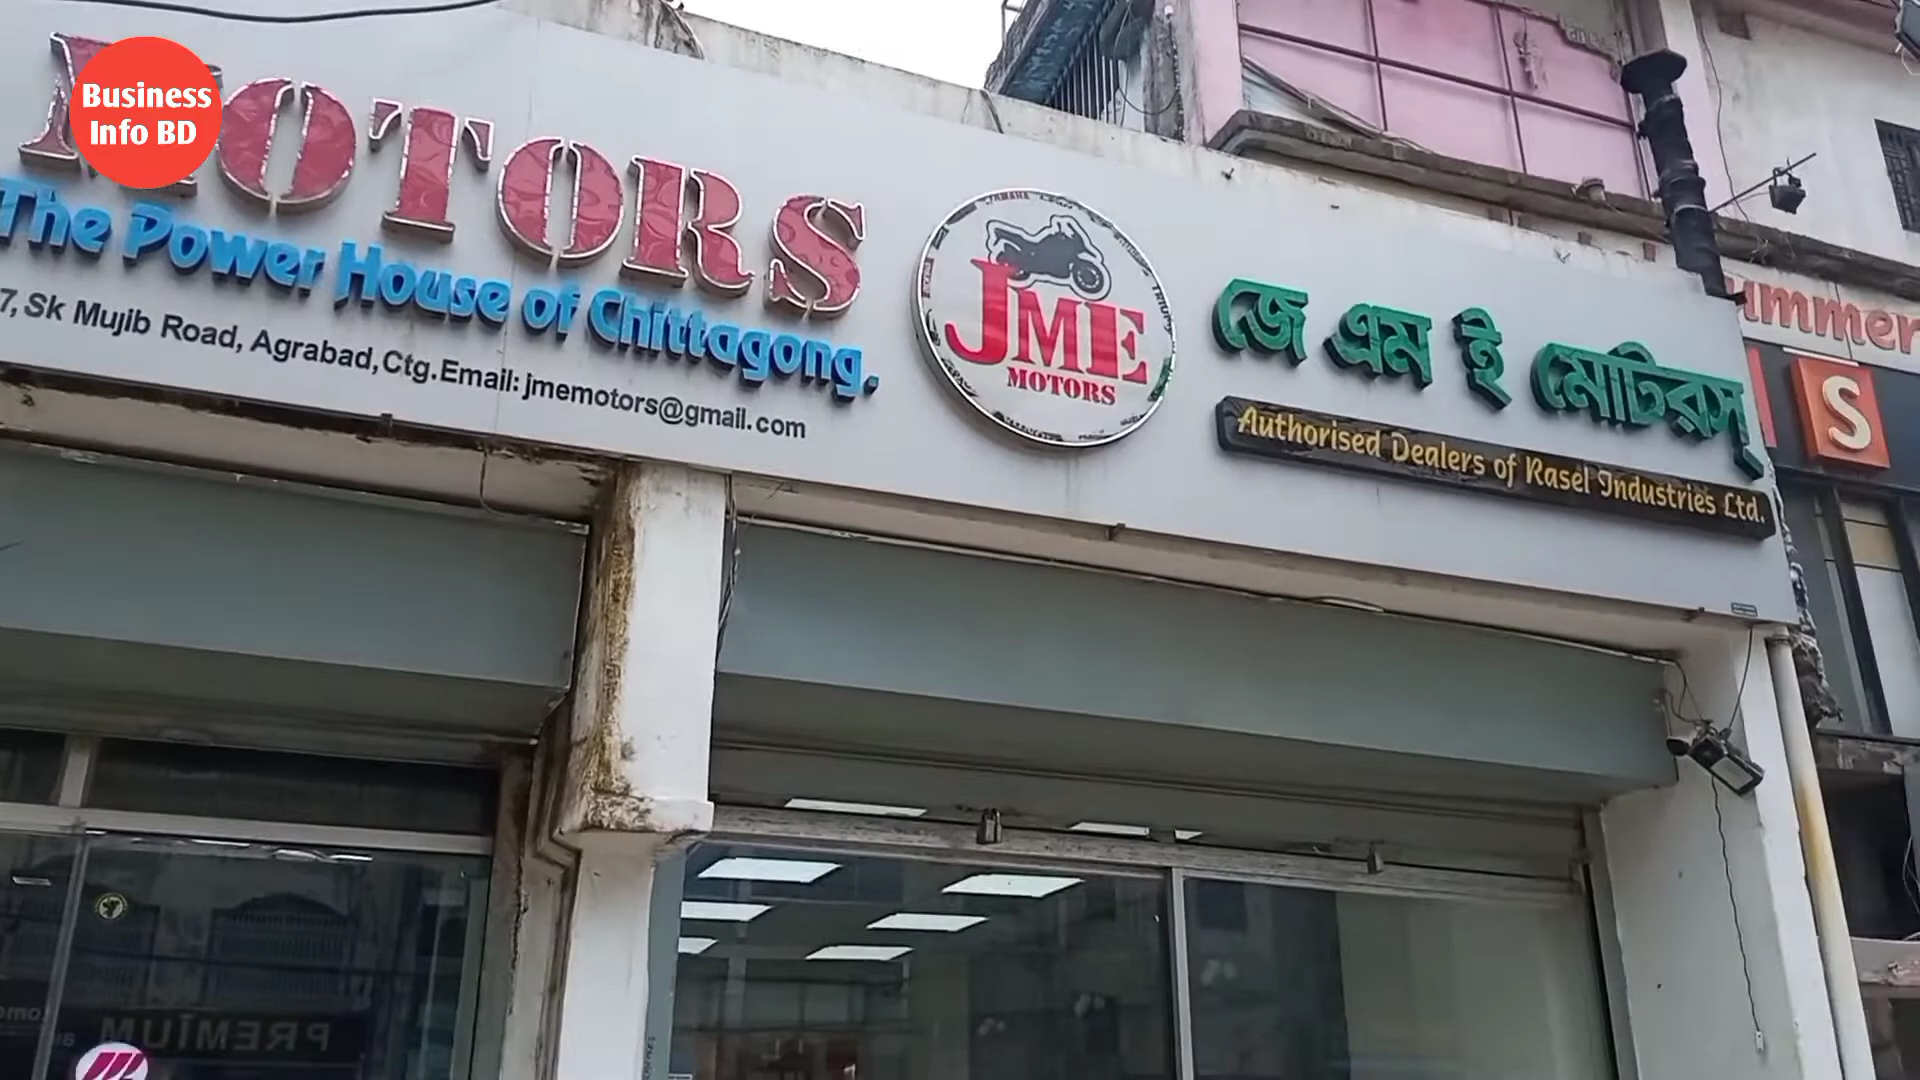 Business
Info BD
MOTORS
The Power House of Chittagong.
7, Sk Mujib Road, Agrabad,Ctg.Email: jmemotors@gmail.com
JME
MOTORS
জে এম ই মোটরস্
Authorised Dealers of Rasel Industries Ltd.
ummer
S
PREMIUM